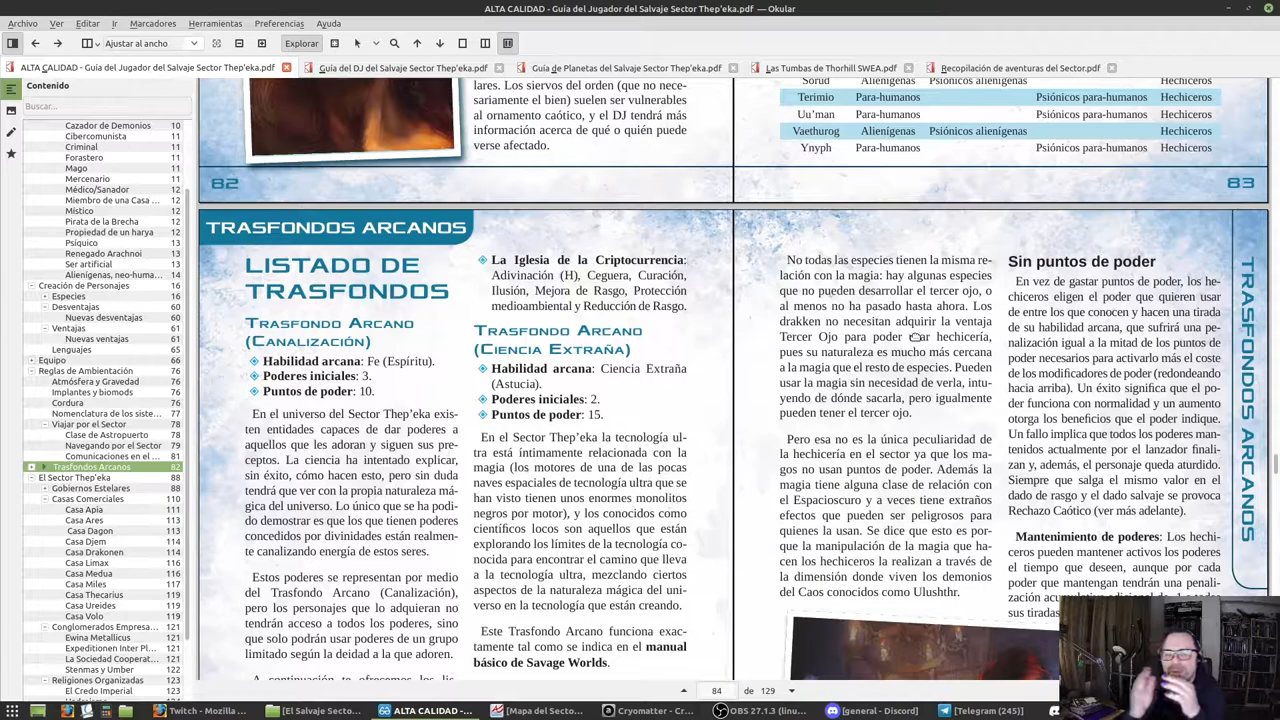 ALTA CALIDAD - Guía del Jugador del Salvaje Sector Thep'eka.pdf — Okular
Archivo Ver Editar Ir Marcadores Herramientas Preferencias Ayuda
Ajustar al ancho
Explorar
ALTA CALIDAD - Guía del Jugador del Salvaje Sector Thep'eka.pdf
Guía del DJ del Salvaje Sector Thep'eka.pdf
Guía de Planetas del Salvaje Sector Thep'eka.pdf
Las Tumbas de Thorhill SWEA.pdf
Recopilación de aventuras del Sector.pdf
Contenido
Buscar...
Cazador de Demonios 10
Cibercomunista 11
Criminal 11
Forastero 11
Mago 11
Mercenario 11
Médico/Sanador 12
Miembro de una Casa ... 12
Místico 12
Pirata de la Brecha 12
Propiedad de un harya 12
Psíquico 13
Renegado Arachnoi 13
Ser artificial 13
Alienígenas, neo-huma... 14
Creación de Personajes 16
Especies 16
Desventajas 60
Nuevas desventajas 60
Ventajas 61
Nuevas ventajas 61
Lenguajes 65
Equipo 66
Reglas de Ambientación 76
Atmósfera y Gravedad 76
Implantes y biomods 76
Cordura 76
Nomenclatura de los siste... 78
Viajar por el Sector 78
Clase de Astropuerto 78
Navegando por el Sector 79
Comunicaciones en el ... 81
Trasfondos Arcanos 82
El Sector Thep'eka 88
Gobiernos Estelares 88
Casas Comerciales 110
Casa Apia 111
Casa Ares 113
Casa Dagon 113
Casa Djem 114
Casa Drakonen 114
Casa Limax 116
Casa Medua 116
Casa Miles 117
Casa Thecarius 119
Casa Ureides 119
Casa Volo 119
Conglomerados Empresa... 121
Ewina Metallicus 121
Expeditionen Inter Pl... 121
La Sociedad Cooperat... 121
Stenmas y Umber 122
Religiones Organizadas 123
El Credo Imperial 123
lares. Los siervos del orden (que no nece-
sariamente el bien) suelen ser vulnerables
al ornamento caótico, y el DJ tendrá más
información acerca de qué o quién puede
verse afectado.
82
Sorud Alienígenas Psiónicos alienígenas
Terimio Para-humanos Psiónicos para-humanos Hechiceros
Uu'man Para-humanos Psiónicos para-humanos Hechiceros
Vaethurog Alienígenas Psiónicos alienígenas Hechiceros
Ynyph Para-humanos Psiónicos para-humanos Hechiceros
83
TRASFONDOS ARCANOS
LISTADO DE
TRASFONDOS
Trasfondo Arcano
(Canalización)
Habilidad arcana: Fe (Espíritu).
Poderes iniciales: 3.
Puntos de poder: 10.
En el universo del Sector Thep'eka exis-
ten entidades capaces de dar poderes a
aquellos que les adoran y siguen sus pre-
ceptos. La ciencia ha intentado explicar,
sin éxito, cómo hacen esto, pero sin duda
tendrá que ver con la propia naturaleza má-
gica del universo. Lo único que se ha podi-
do demostrar es que los que tienen poderes
concedidos por divinidades están realmen-
te canalizando energía de estos seres.
Estos poderes se representan por medio
del Trasfondo Arcano (Canalización),
pero los personajes que lo adquieran no
tendrán acceso a todos los poderes, sino
que solo podrán usar poderes de un grupo
limitado según la deidad a la que adoren.
A continuación te ofrecemos los lis-
La Iglesia de la Criptocurrencia:
Adivinación (H), Ceguera, Curación,
Ilusión, Mejora de Rasgo, Protección
medioambiental y Reducción de Rasgo.
Trasfondo Arcano
(Ciencia Extraña)
Habilidad arcana: Ciencia Extraña
(Astucia).
Poderes iniciales: 2.
Puntos de poder: 15.
En el Sector Thep'eka la tecnología ul-
tra está íntimamente relacionada con la
magia (los motores de una de las pocas
naves espaciales de tecnología ultra que se
han visto tienen unos enormes monolitos
negros por motor), y los conocidos como
científicos locos son aquellos que están
explorando los límites de la tecnología co-
nocida para encontrar el camino que lleva
a la tecnología ultra, mezclando ciertos
aspectos de la naturaleza mágica del uni-
verso en la tecnología que están creando.
Este Trasfondo Arcano funciona exac-
tamente tal como se indica en el manual
básico de Savage Worlds.
No todas las especies tienen la misma re-
lación con la magia: hay algunas especies
que no pueden desarrollar el tercer ojo, o
al menos no ha pasado hasta ahora. Los
drakken no necesitan adquirir la ventaja
Tercer Ojo para poder ar hechicería,
pues su naturaleza es mucho más cercana
a la magia que el resto de especies. Pueden
usar la magia sin necesidad de verla, intu-
yendo de dónde sacarla, pero igualmente
pueden tener el tercer ojo.
Pero esa no es la única peculiaridad de
la hechicería en el sector ya que los ma-
gos no usan puntos de poder. Además la
magia tiene alguna clase de relación con
el Espacioscuro y a veces tiene extraños
efectos que pueden ser peligrosos para
quienes la usan. Se dice que esto es por-
que la manipulación de la magia que ha-
cen los hechiceros la realizan a través de
la dimensión donde viven los demonios
del Caos conocidos como Ulushthr.
Sin puntos de poder
En vez de gastar puntos de poder, los he-
chiceros eligen el poder que quieren usar
de entre los que conocen y hacen una tirada
de su habilidad arcana, que sufrirá una pe-
nalización igual a la mitad de los puntos de
poder necesarios para activarlo más el coste
de los modificadores de poder (redondeando
hacia arriba). Un éxito significa que el po-
der funciona con normalidad y un aumento
otorga los beneficios que el poder indique.
Un fallo implica que todos los poderes man-
tenidos actualmente por el lanzador finali-
zan y, además, el personaje queda aturdido.
Siempre que salga el mismo valor en el
dado de rasgo y el dado salvaje se provoca
Rechazo Caótico (ver más adelante).
Mantenimiento de poderes: Los hechi-
ceros pueden mantener activos los poderes
el tiempo que deseen, aunque por cada
poder que mantengan tendrán una penali-
sus tiradas
TRASFONDOS ARCANOS
84 de 129
Twitch - Mozilla ...
[El Salvaje Secto...
ALTA CALIDAD -...
[Mapa del Secto...
Cryomatter - Cr...
OBS 27.1.3 (linu...
[general - Discord]
[Telegram (245)]